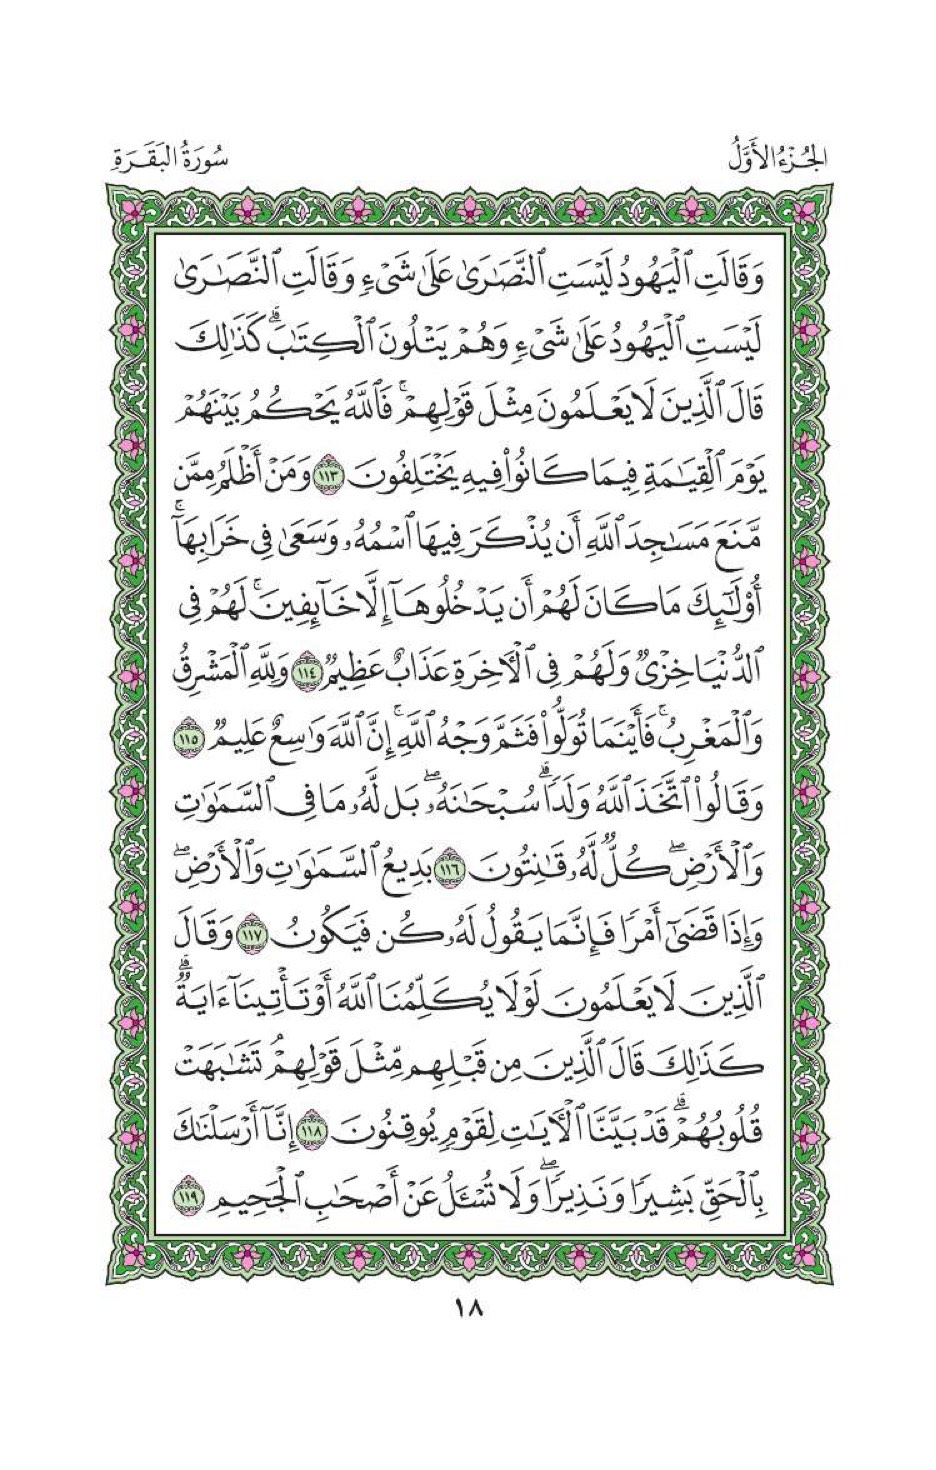 الجُزْءُ الأَوَّلُ
سُورَةُ البَقَرَةِ
وَقَالَتِ ٱلْيَهُودُ لَيْسَتِ ٱلنَّصَٰرَىٰ عَلَىٰ شَىْءٍ وَقَالَتِ ٱلنَّصَٰرَىٰ
لَيْسَتِ ٱلْيَهُودُ عَلَىٰ شَىْءٍ وَهُمْ يَتْلُونَ ٱلْكِتَٰبَ ۗ كَذَٰلِكَ
قَالَ ٱلَّذِينَ لَا يَعْلَمُونَ مِثْلَ قَوْلِهِمْ ۚ فَٱللَّهُ يَحْكُمُ بَيْنَهُمْ
يَوْمَ ٱلْقِيَٰمَةِ فِيمَا كَانُوا۟ فِيهِ يَخْتَلِفُونَ ١١٣ وَمَنْ أَظْلَمُ مِمَّن
مَّنَعَ مَسَٰجِدَ ٱللَّهِ أَن يُذْكَرَ فِيهَا ٱسْمُهُۥ وَسَعَىٰ فِى خَرَابِهَآ ۚ
أُو۟لَٰٓئِكَ مَا كَانَ لَهُمْ أَن يَدْخُلُوهَآ إِلَّا خَآئِفِينَ ۚ لَهُمْ فِى
ٱلدُّنْيَا خِزْىٌ وَلَهُمْ فِى ٱلْءَاخِرَةِ عَذَابٌ عَظِيمٌ ١١٤ وَلِلَّهِ ٱلْمَشْرِقُ
وَٱلْمَغْرِبُ ۚ فَأَيْنَمَا تُوَلُّوا۟ فَثَمَّ وَجْهُ ٱللَّهِ ۚ إِنَّ ٱللَّهَ وَٰسِعٌ عَلِيمٌ ١١٥
وَقَالُوا۟ ٱتَّخَذَ ٱللَّهُ وَلَدًا ۗ سُبْحَٰنَهُۥ ۖ بَل لَّهُۥ مَا فِى ٱلسَّمَٰوَٰتِ
وَٱلْأَرْضِ ۖ كُلٌّ لَّهُۥ قَٰنِتُونَ ١١٦ بَدِيعُ ٱلسَّمَٰوَٰتِ وَٱلْأَرْضِ ۖ
وَإِذَا قَضَىٰٓ أَمْرًا فَإِنَّمَا يَقُولُ لَهُۥ كُن فَيَكُونُ ١١٧ وَقَالَ
ٱلَّذِينَ لَا يَعْلَمُونَ لَوْلَا يُكَلِّمُنَا ٱللَّهُ أَوْ تَأْتِينَآ ءَايَةٌ ۗ
كَذَٰلِكَ قَالَ ٱلَّذِينَ مِن قَبْلِهِم مِّثْلَ قَوْلِهِمْ ۘ تَشَٰبَهَتْ
قُلُوبُهُمْ ۗ قَدْ بَيَّنَّا ٱلْءَايَٰتِ لِقَوْمٍ يُوقِنُونَ ١١٨ إِنَّآ أَرْسَلْنَٰكَ
بِٱلْحَقِّ بَشِيرًا وَنَذِيرًا ۖ وَلَا تُسْـَٔلُ عَنْ أَصْحَٰبِ ٱلْجَحِيمِ ١١٩
١٨